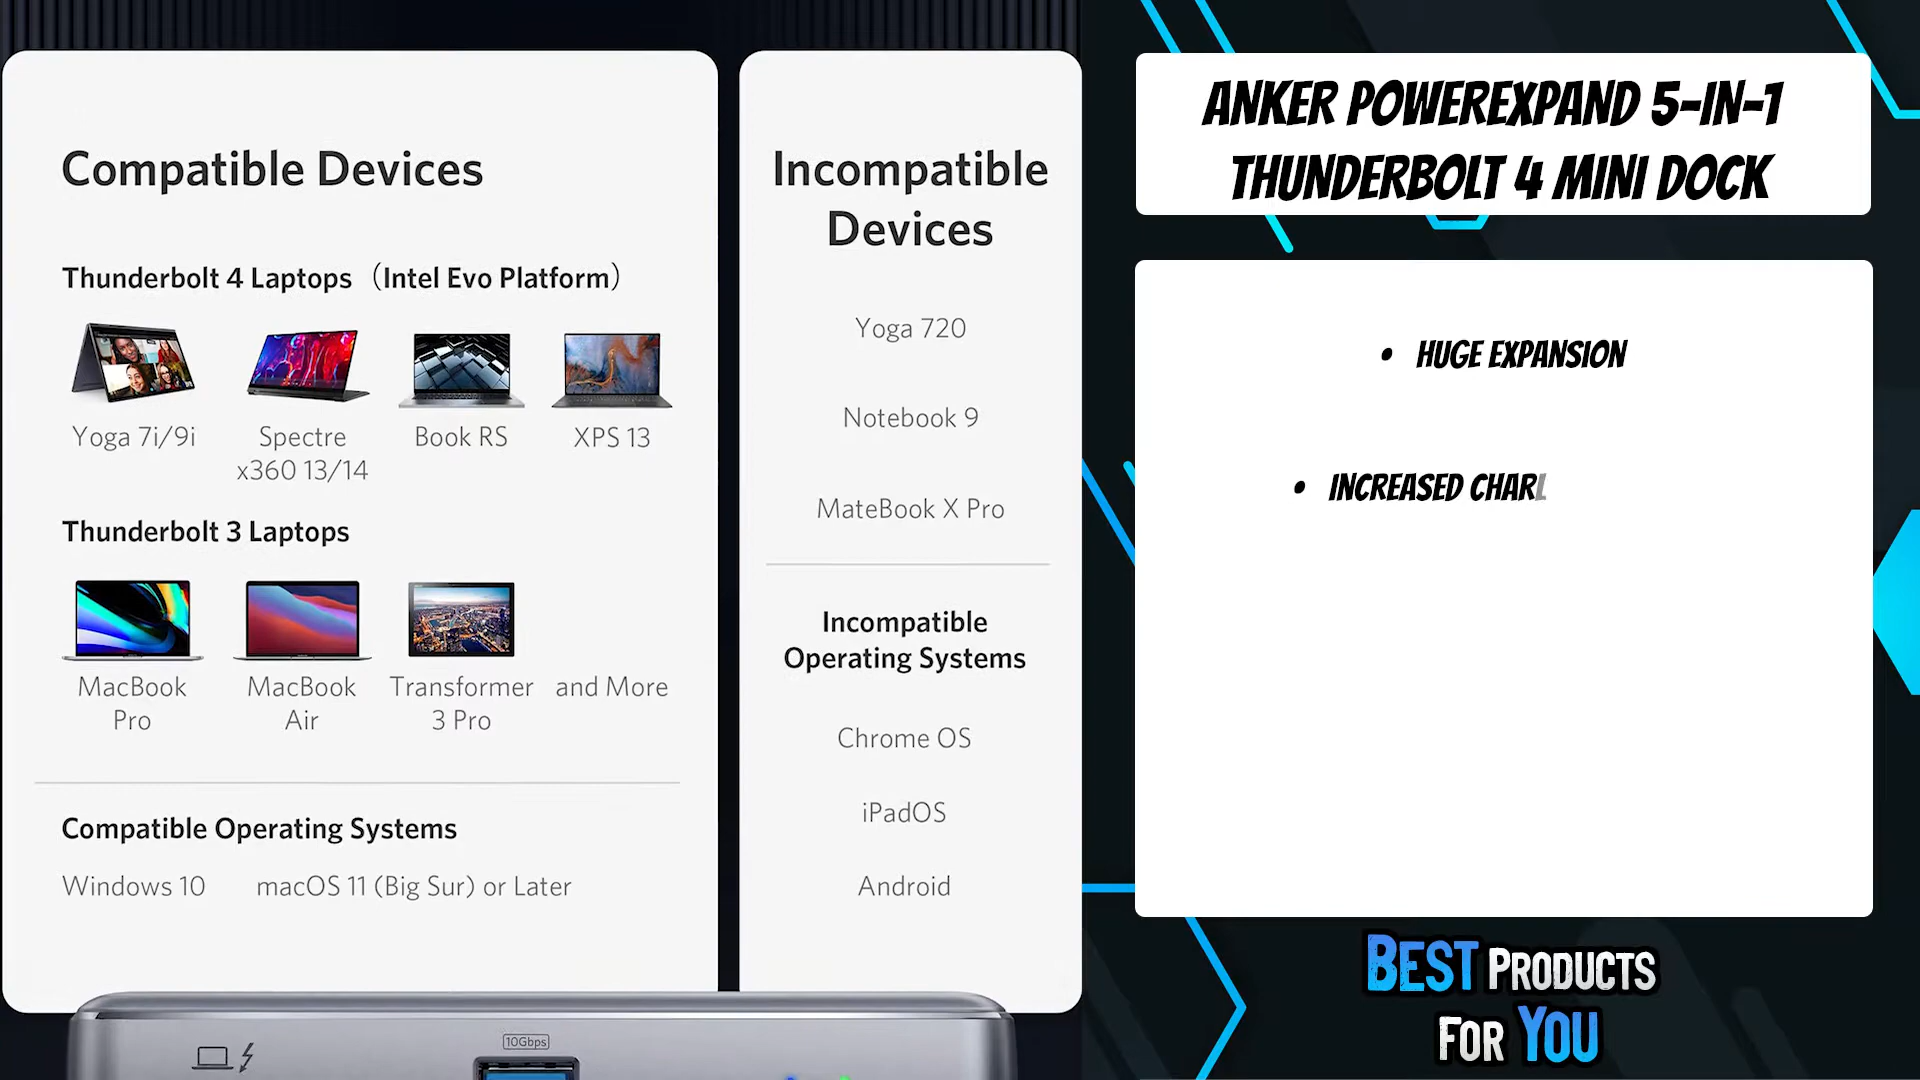 Compatible Devices
Thunderbolt 4 Laptops (Intel Evo Platform)
Yoga 7i/9i
Spectre
x360 13/14
Book RS
XPS 13
Thunderbolt 3 Laptops
MacBook
Pro
MacBook
Air
Transformer
3 Pro
and More
Compatible Operating Systems
Windows 10
macOS 11 (Big Sur) or Later
10Gbps
Incompatible
Devices
Yoga 720
Notebook 9
MateBook X Pro
Incompatible
Operating Systems
Chrome OS
iPadOS
Android
ANKER POWEREXPAND 5-IN-1
THUNDERBOLT 4 MINI DOCK
• HUGE EXPANSION
• INCREASED CHAR
BEST PRODUCTS
FOR YOU